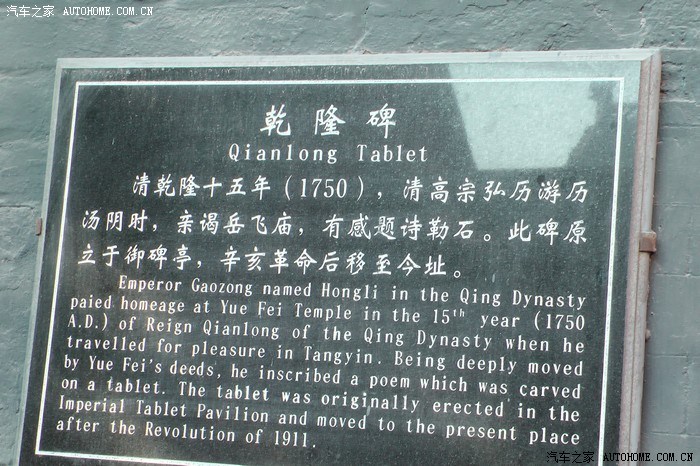 汽车之家 AUTOHOME.COM.CN
乾隆碑
Qianlong Tablet
清乾隆十五年（1750），清高宗弘历游历
汤阴时，亲谒岳飞庙，有感题诗勒石。此碑原
立于御碑亭，辛亥革命后移至今址。
Emperor Gaozong named Hongli in the Qing Dynasty
paied homeage at Yue Fei Temple in the 15th year (1750
A.D.) of Reign Qianlong of the Qing Dynasty when he
travelled for pleasure in Tangyin. Being deeply moved
by Yue Fei's deeds, he inscribed a poem which was carved
on a tablet. The tablet was originally erected in the
Imperial Tablet Pavilion and moved to the present place
after the Revolution of 1911.
汽车之家 AUTOHOME.COM.CN